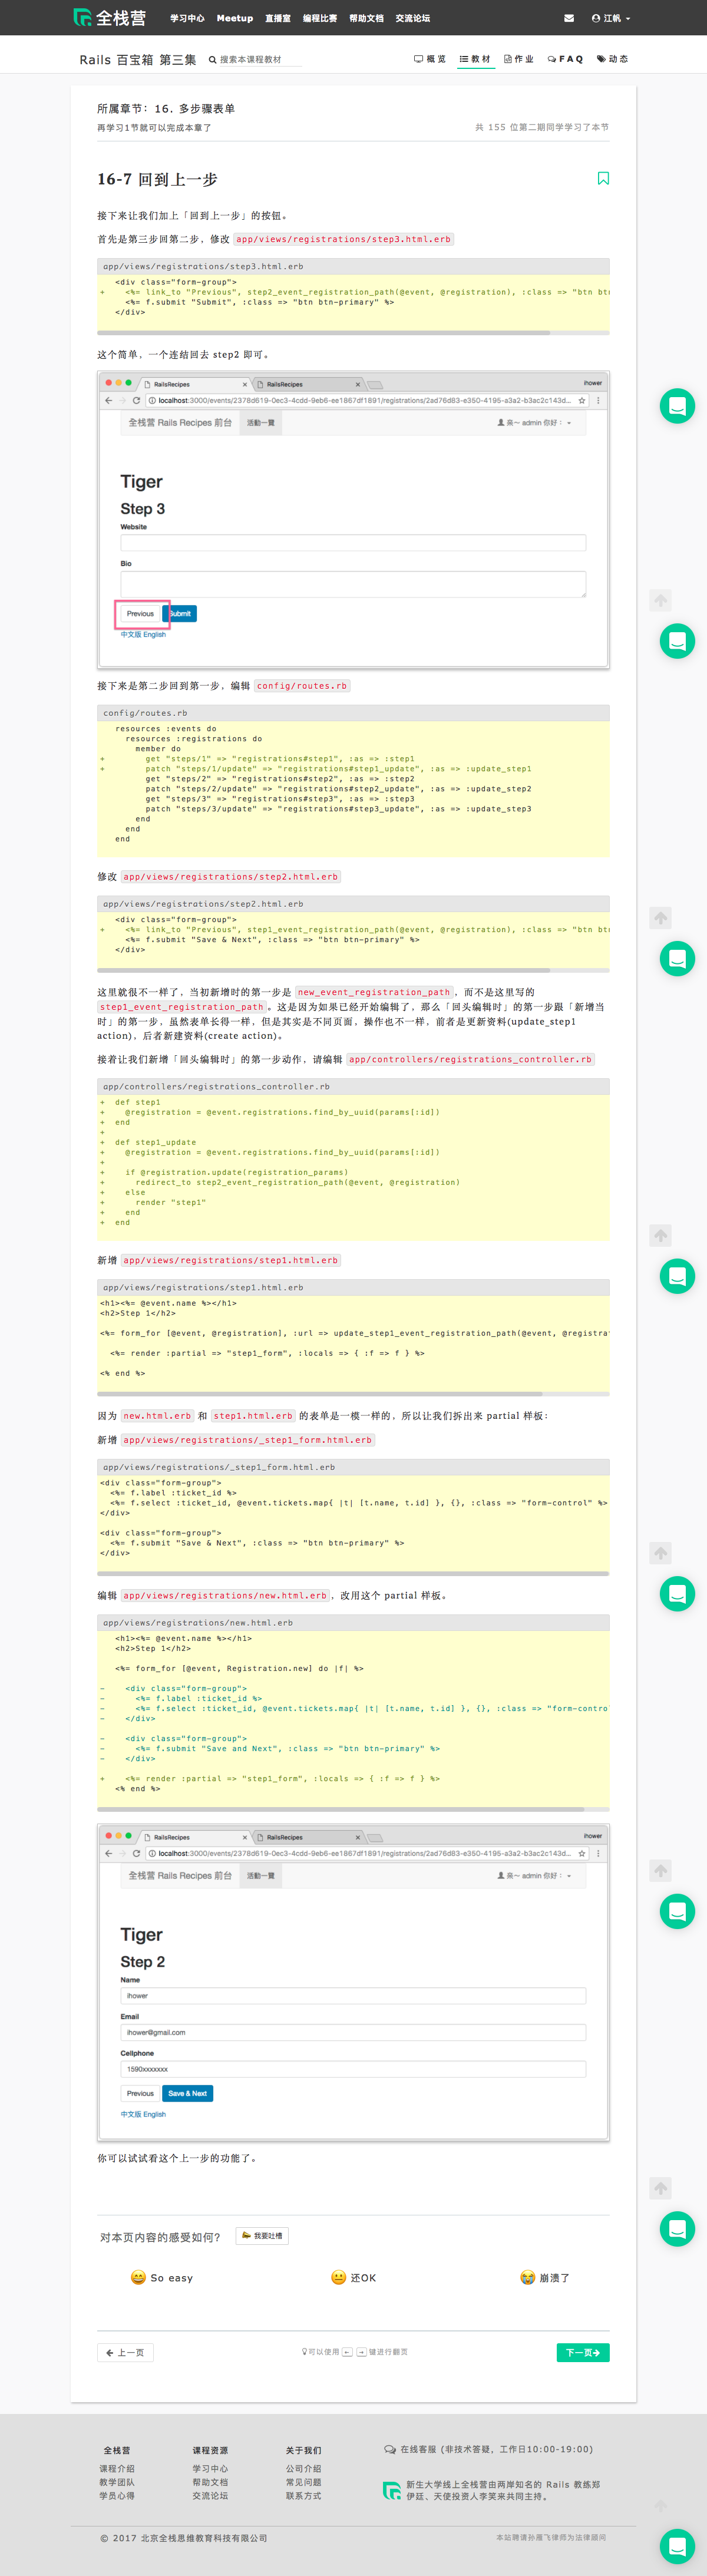 全栈营 学习中心 Meetup 直播室 编程比赛 帮助文档 交流论坛 江帆
Rails 百宝箱 第三集 搜索本课程教材 概览 教材 作业 FAQ 动态
所属章节：16. 多步骤表单
再学习1节就可以完成本章了 共 155 位第二期同学学习了本节
16-7 回到上一步
接下来让我们加上「回到上一步」的按钮。
首先是第三步回第二步，修改 app/views/registrations/step3.html.erb
app/views/registrations/step3.html.erb
<div class="form-group">
+ <%= link_to "Previous", step2_event_registration_path(@event, @registration), :class => "btn btn
<%= f.submit "Submit", :class => "btn btn-primary" %>
</div>
这个简单，一个连结回去 step2 即可。
RailsRecipes RailsRecipes ihower
localhost:3000/events/2378d619-0ec3-4cdd-9eb6-ee1867df1891/registrations/2ad76d83-e350-4195-a3a2-b3ac2c143d...
全栈营 Rails Recipes 前台 活動一覽 亲～ admin 你好：
Tiger
Step 3
Website
Bio
Previous Submit
中文版 English
接下来是第二步回到第一步，编辑 config/routes.rb
config/routes.rb
resources :events do
resources :registrations do
member do
+ get "steps/1" => "registrations#step1", :as => :step1
+ patch "steps/1/update" => "registrations#step1_update", :as => :update_step1
get "steps/2" => "registrations#step2", :as => :step2
patch "steps/2/update" => "registrations#step2_update", :as => :update_step2
get "steps/3" => "registrations#step3", :as => :step3
patch "steps/3/update" => "registrations#step3_update", :as => :update_step3
end
end
end
修改 app/views/registrations/step2.html.erb
app/views/registrations/step2.html.erb
<div class="form-group">
+ <%= link_to "Previous", step1_event_registration_path(@event, @registration), :class => "btn btn
<%= f.submit "Save & Next", :class => "btn btn-primary" %>
</div>
这里就很不一样了，当初新增时的第一步是 new_event_registration_path，而不是这里写的
step1_event_registration_path。这是因为如果已经开始编辑了，那么「回头编辑时」的第一步跟「新增当
时」的第一步，虽然表单长得一样，但是其实是不同页面，操作也不一样，前者是更新资料(update_step1
action)，后者新建资料(create action)。
接着让我们新增「回头编辑时」的第一步动作，请编辑 app/controllers/registrations_controller.rb
app/controllers/registrations_controller.rb
+ def step1
+ @registration = @event.registrations.find_by_uuid(params[:id])
+ end
+
+ def step1_update
+ @registration = @event.registrations.find_by_uuid(params[:id])
+
+ if @registration.update(registration_params)
+ redirect_to step2_event_registration_path(@event, @registration)
+ else
+ render "step1"
+ end
+ end
新增 app/views/registrations/step1.html.erb
app/views/registrations/step1.html.erb
<h1><%= @event.name %></h1>
<h2>Step 1</h2>
<%= form_for [@event, @registration], :url => update_step1_event_registration_path(@event, @registra
<%= render :partial => "step1_form", :locals => { :f => f } %>
<% end %>
因为 new.html.erb 和 step1.html.erb 的表单是一模一样的，所以让我们拆出来 partial 样板：
新增 app/views/registrations/_step1_form.html.erb
app/views/registrations/_step1_form.html.erb
<div class="form-group">
<%= f.label :ticket_id %>
<%= f.select :ticket_id, @event.tickets.map{ |t| [t.name, t.id] }, {}, :class => "form-control" %>
</div>
<div class="form-group">
<%= f.submit "Save & Next", :class => "btn btn-primary" %>
</div>
编辑 app/views/registrations/new.html.erb，改用这个 partial 样板。
app/views/registrations/new.html.erb
<h1><%= @event.name %></h1>
<h2>Step 1</h2>
<%= form_for [@event, Registration.new] do |f| %>
- <div class="form-group">
- <%= f.label :ticket_id %>
- <%= f.select :ticket_id, @event.tickets.map{ |t| [t.name, t.id] }, {}, :class => "form-contro
- </div>
- <div class="form-group">
- <%= f.submit "Save and Next", :class => "btn btn-primary" %>
- </div>
+ <%= render :partial => "step1_form", :locals => { :f => f } %>
<% end %>
RailsRecipes RailsRecipes ihower
localhost:3000/events/2378d619-0ec3-4cdd-9eb6-ee1867df1891/registrations/2ad76d83-e350-4195-a3a2-b3ac2c143d...
全栈营 Rails Recipes 前台 活動一覽 亲～ admin 你好：
Tiger
Step 2
Name
ihower
Email
ihower@gmail.com
Cellphone
1590xxxxxxx
Previous Save & Next
中文版 English
你可以试试看这个上一步的功能了。
对本页内容的感受如何? 我要吐槽
So easy 还OK 崩溃了
上一页 可以使用 ← → 键进行翻页 下一页
全栈营 课程资源 关于我们 在线客服 (非技术答疑，工作日10:00-19:00)
课程介绍 学习中心 公司介绍
教学团队 帮助文档 常见问题
学员心得 交流论坛 联系方式
新生大学线上全栈营由两岸知名的 Rails 教练郑
伊廷、天使投资人李笑来共同主持。
© 2017 北京全栈思维教育科技有限公司 本站聘请孙履飞律师为法律顾问